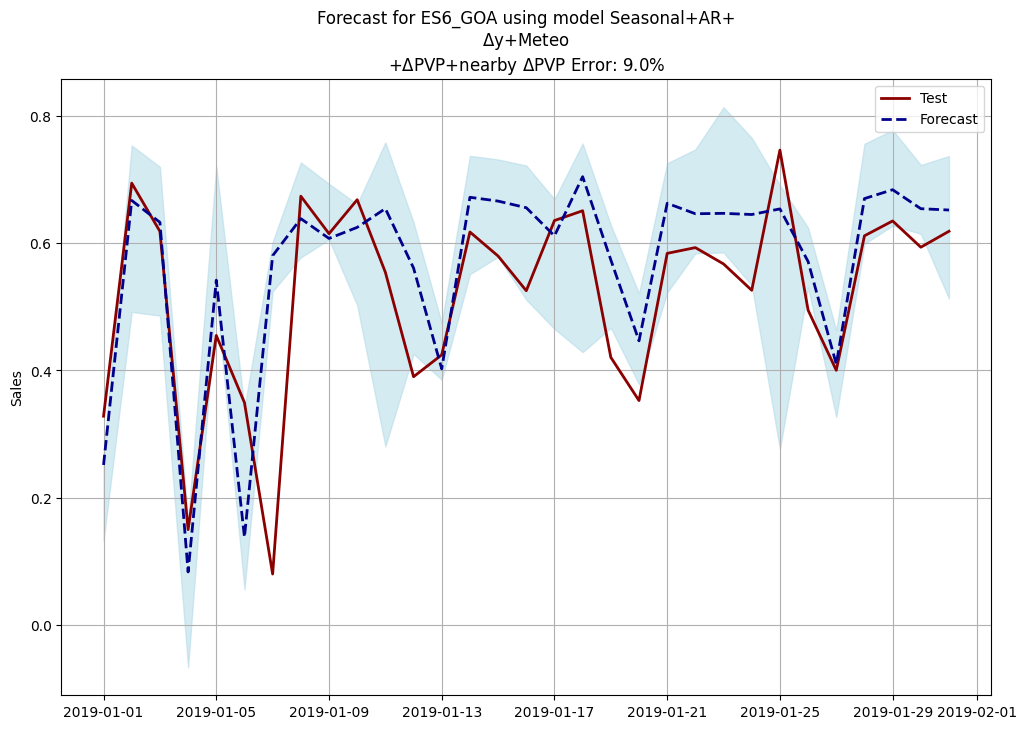 Forecast for ES6_GOA using model Seasonal+AR+
Δy+Meteo
+ΔPVP+nearby ΔPVP Error: 9.0%
Test
Forecast
0.8
0.6
0.4
0.2
0.0
Sales
2019-01-01 2019-01-05 2019-01-09 2019-01-13 2019-01-17 2019-01-21 2019-01-25 2019-01-29 2019-02-01